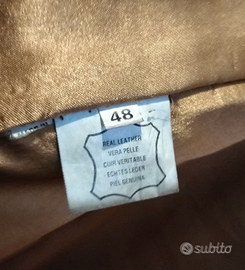 48
REAL LEATHER
VERA PELLE
CUIR VERITABLE
ECHTES LEDER
PIEL GENUINA
subito